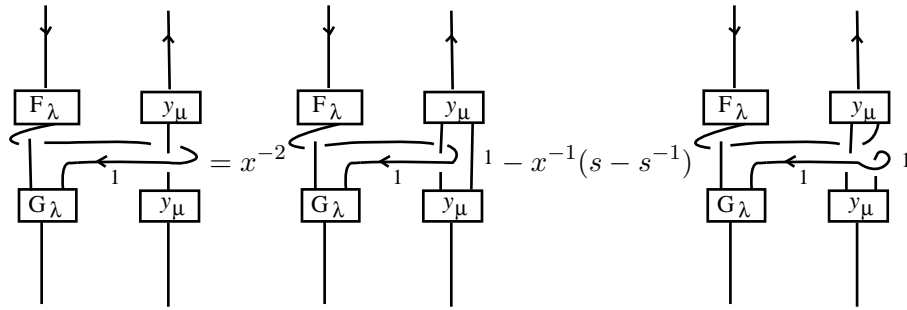 F_λ y_μ F_λ y_μ F_λ y_μ
1 = x^{-2} 1 1 - x^{-1}(s - s^{-1}) 1 1
G_λ y_μ G_λ y_μ G_λ y_μ